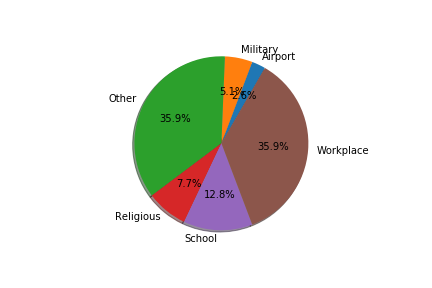 Military
Airport
5.1%
2.6%
Other
35.9%
35.9%
Workplace
7.7%
12.8%
Religious
School